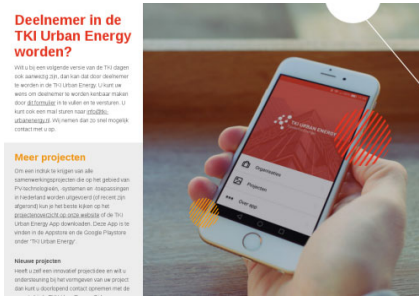 Deelnemer in de
TKI Urban Energy
worden?
Wilt u bij een volgende versie van de TKI dagen
ook aanwezig zijn, dan kan dat door deelnemer
te worden in de TKI Urban Energy. U kunt uw
wens om deelnemer te worden kenbaar maken
door dit formulier in te vullen en te versturen. U
kunt ook een mail sturen naar info@tki-
urbanenergy.nl. Wij nemen dan zo snel mogelijk
contact met u op.
Meer projecten
Om een indruk te krijgen van alle
samenwerkingsprojecten die op het gebied van
PV-technologieën, -systemen en -toepassingen
in Nederland worden uitgevoerd (of recent zijn
afgerond) kun je het beste kijken op het
projectenoverzicht op onze website of de TKI
Urban Energy App downloaden. Deze App is te
vinden in de Appstore en de Google Playstore
onder 'TKI Urban Energy'.
Nieuwe projecten
Heeft u zelf een innovatief projectidee en wilt u
ondersteuning bij het vormgeven van uw project
dan kunt u doorlopend contact opnemen met de
TKI URBAN ENERGY
Organisaties
Projecten
Over app